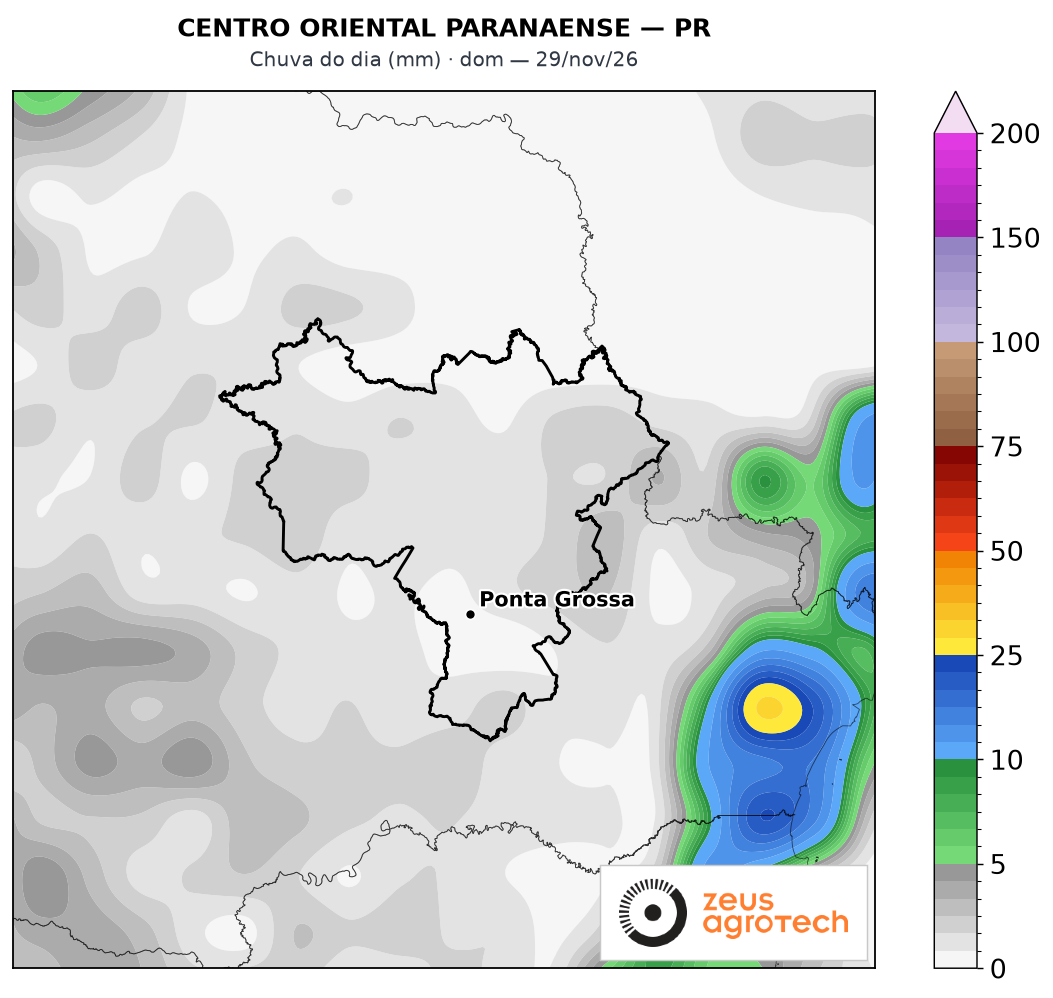 CENTRO ORIENTAL PARANAENSE — PR
Chuva do dia (mm) · dom — 29/nov/26
200
150
100
75
50
25
10
5
0
Ponta Grossa
zeus
agrotech